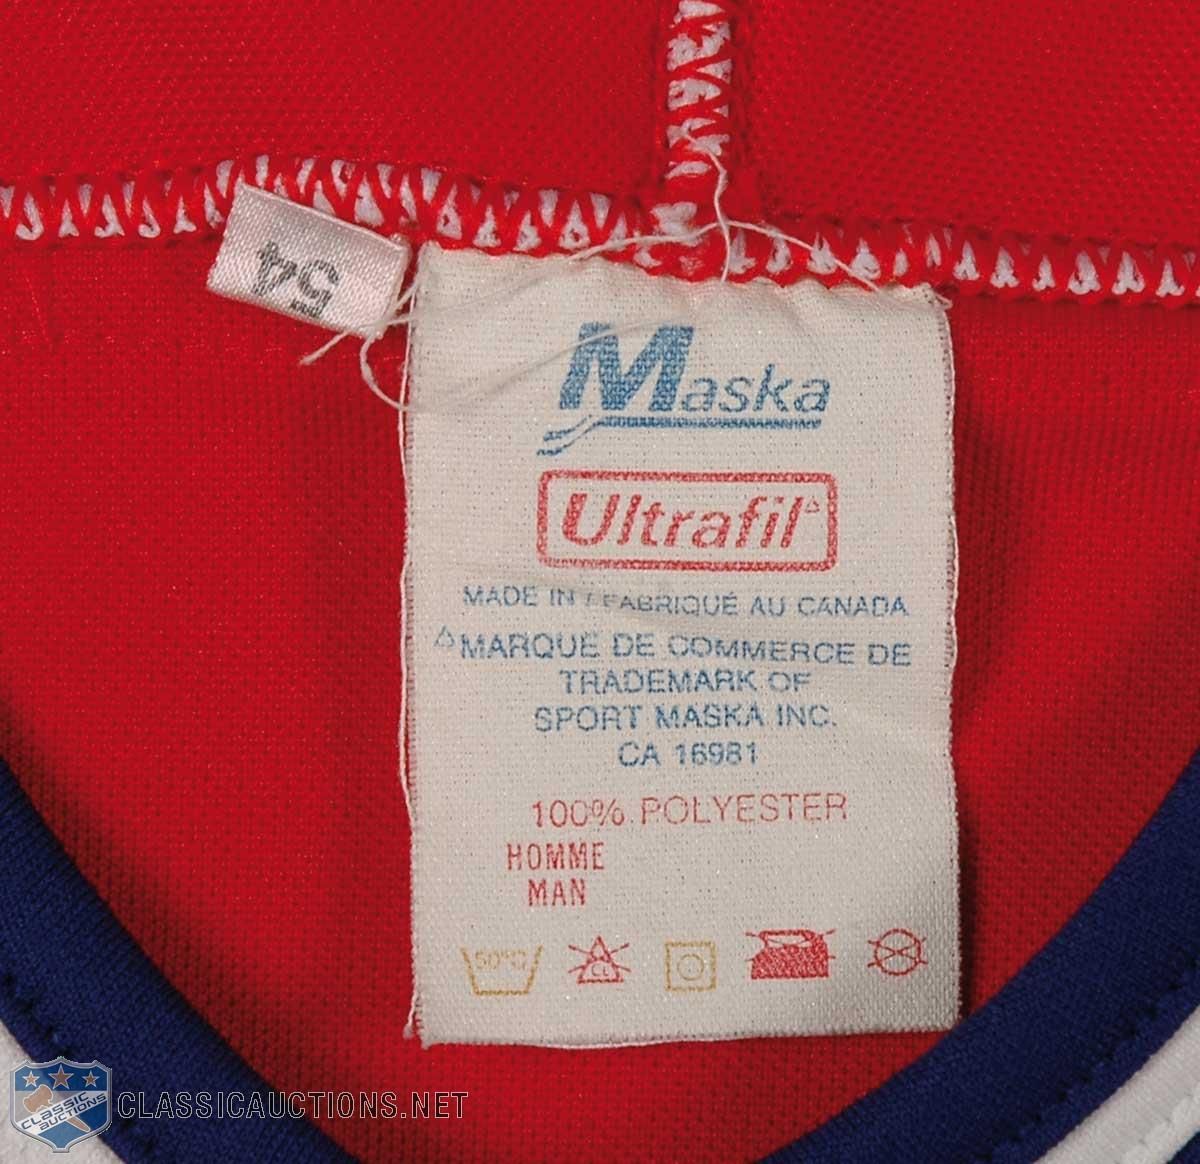 54
Maska
Ultrafil△
MADE IN / FABRIQUÉ AU CANADA
△MARQUE DE COMMERCE DE
TRADEMARK OF
SPORT MASKA INC.
CA 16981
100% POLYESTER
HOMME
MAN
50°C
CL
CLASSIC
AUCTIONS
CLASSICAUCTIONS.NET